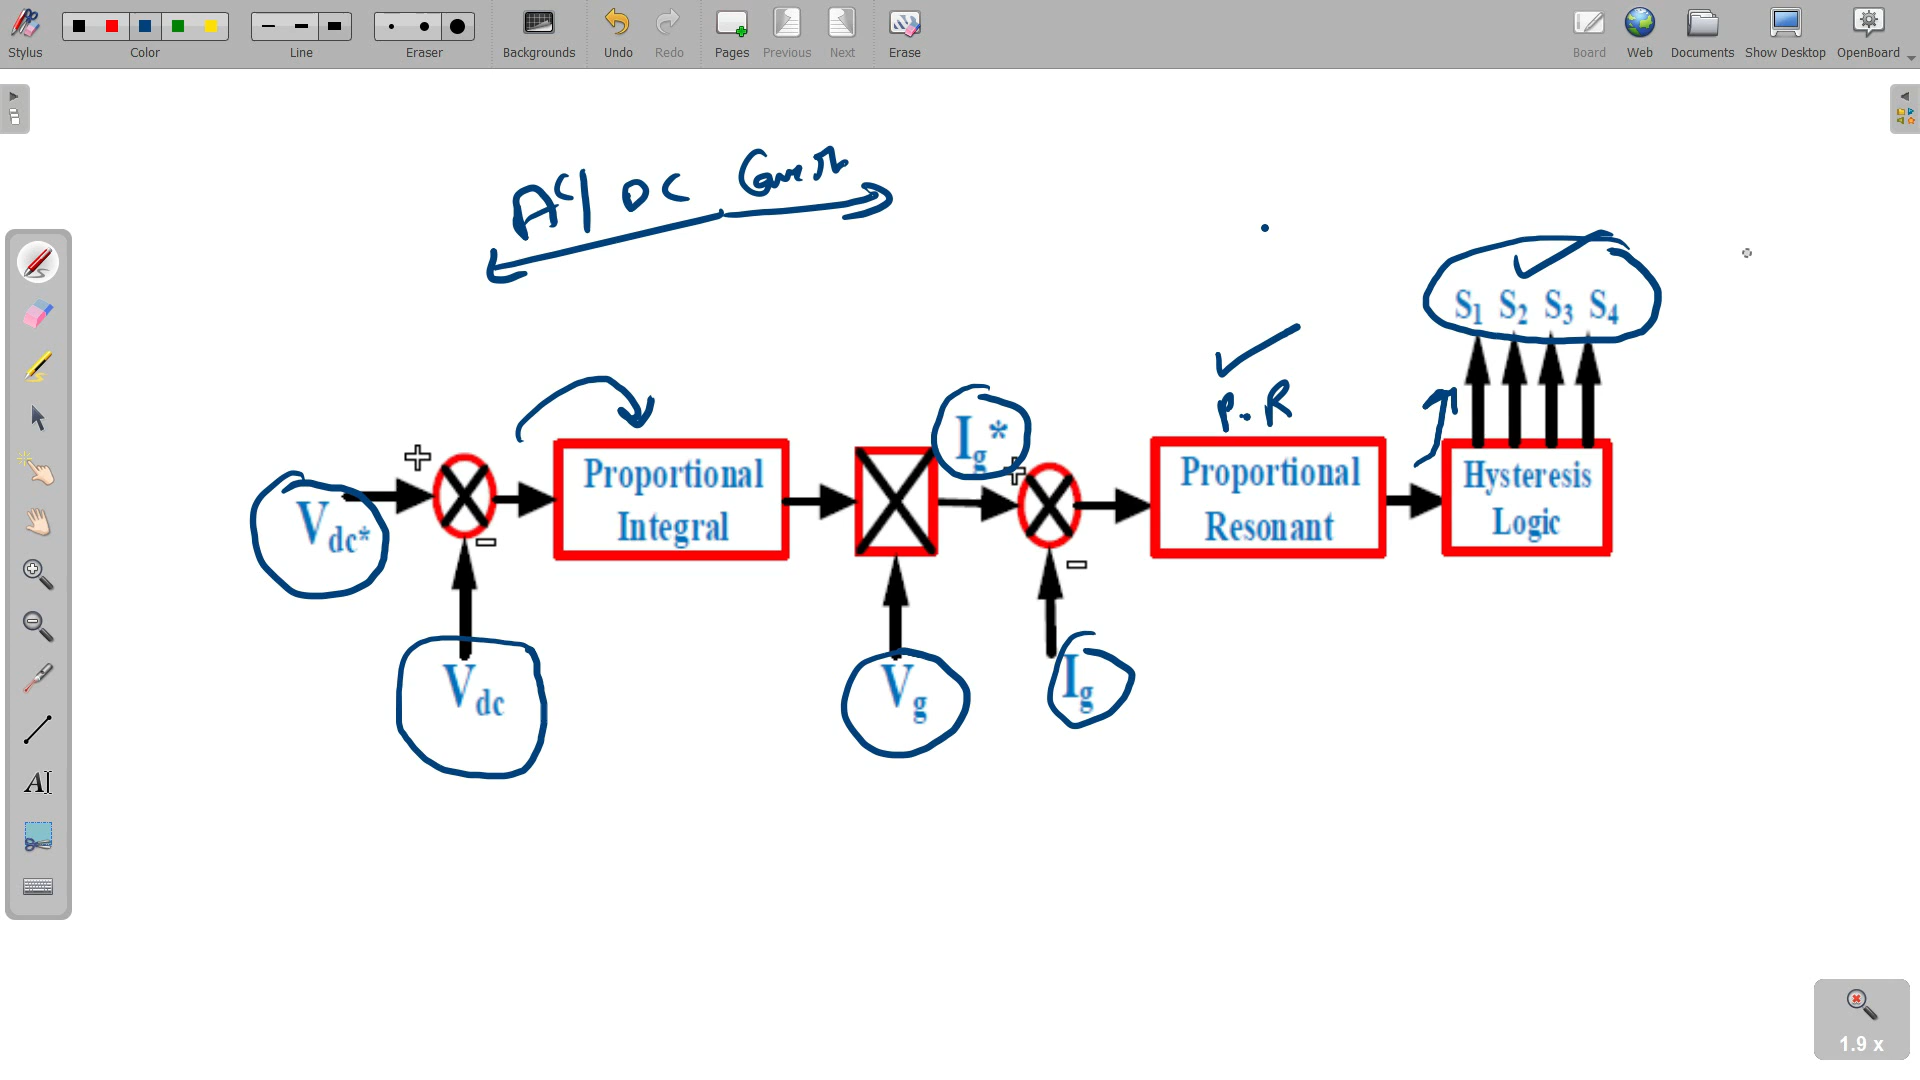 Stylus Color Line Eraser Backgrounds Undo Redo Pages Previous Next Erase Board Web Documents Show Desktop OpenBoard
AC/DC
S1 S2 S3 S4
P-R
Ig*
+
+
Vdc*
Proportional Integral
Proportional Resonant
Hysteresis Logic
-
-
Vdc
Vg
Ig
AI
1.9 x